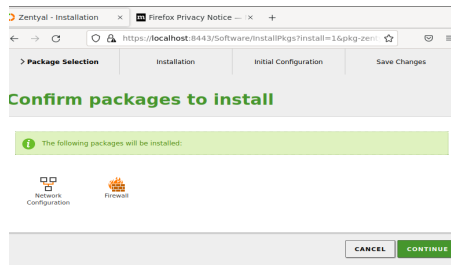 Zentyal - Installation × Firefox Privacy Notice — × +
https://localhost:8443/Software/InstallPkgs?install=1&pkg-zent
> Package Selection Installation Initial Configuration Save Changes
Confirm packages to install
The following packages will be installed:
Network Firewall
Configuration
CANCEL CONTINUE